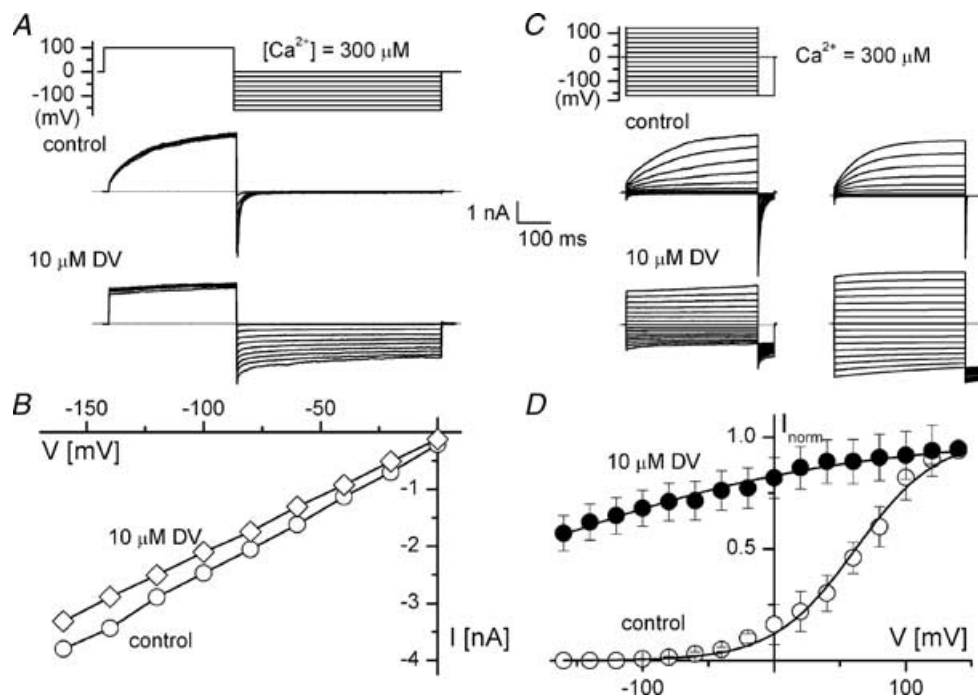 A
100
0
-100
(mV)
[Ca²⁺] = 300 μM
control
10 μM DV
1 nA
100 ms
C
100
0
-100
(mV)
Ca²⁺ = 300 μM
control
10 μM DV
B
-150
-100
-50
V [mV]
-1
-2
-3
-4
10 μM DV
control
I [nA]
D
I norm
1.0
0.5
10 μM DV
control
V [mV]
-100
100